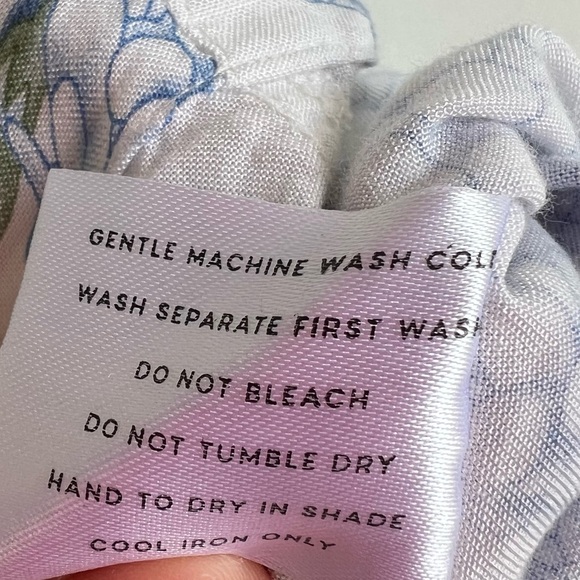 GENTLE MACHINE WASH COL
WASH SEPARATE FIRST WAS
DO NOT BLEACH
DO NOT TUMBLE DRY
HAND TO DRY IN SHADE
COOL IRON ONLY